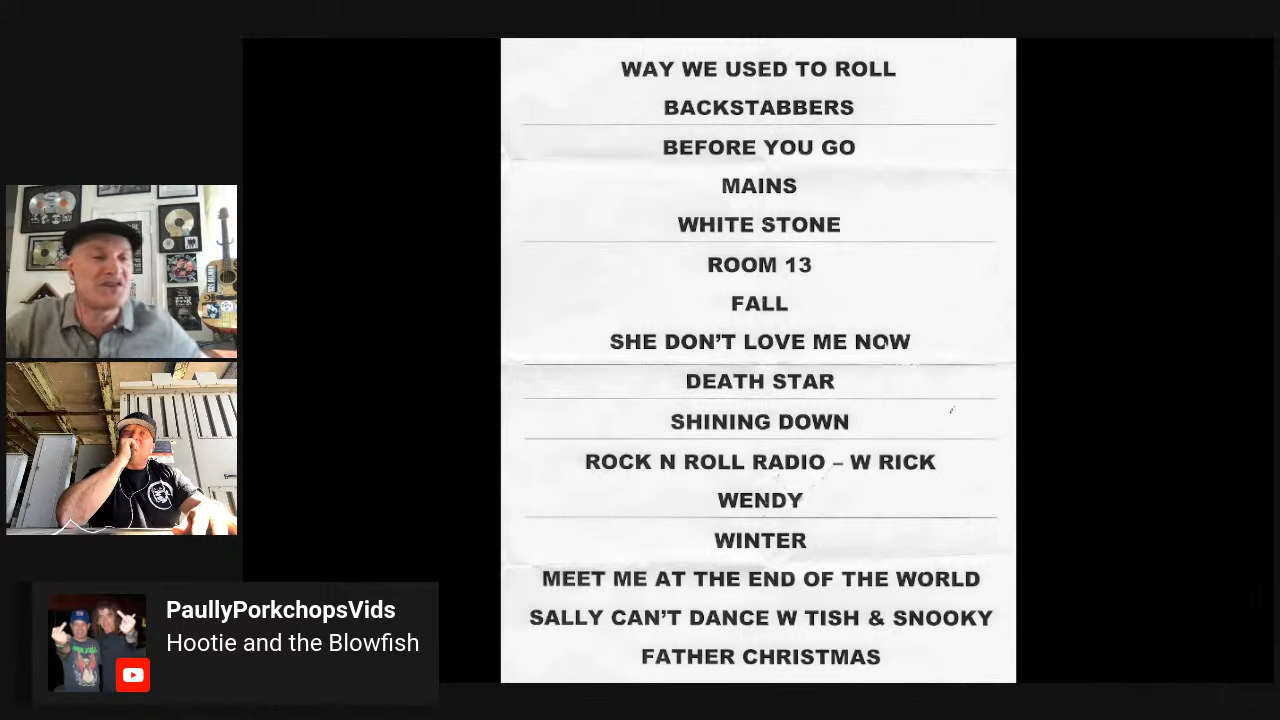 WAY WE USED TO ROLL
BACKSTABBERS
BEFORE YOU GO
MAINS
WHITE STONE
ROOM 13
FALL
SHE DON'T LOVE ME NOW
DEATH STAR
SHINING DOWN
ROCK N ROLL RADIO – W RICK
WENDY
WINTER
MEET ME AT THE END OF THE WORLD
SALLY CAN'T DANCE W TISH & SNOOKY
FATHER CHRISTMAS
PaullyPorkchopsVids
Hootie and the Blowfish